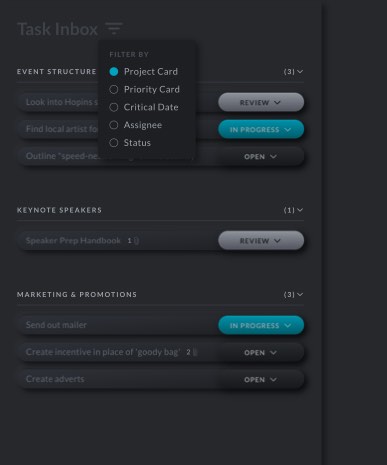 Task Inbox
FILTER BY
Project Card
Priority Card
Critical Date
Assignee
Status
EVENT STRUCTURE (3)
Look into Hopins REVIEW
Find local artist fo IN PROGRESS
Outline "speed-ne OPEN
KEYNOTE SPEAKERS (1)
Speaker Prep Handbook 1 REVIEW
MARKETING & PROMOTIONS (3)
Send out mailer IN PROGRESS
Create incentive in place of 'goody bag' 2 OPEN
Create adverts OPEN